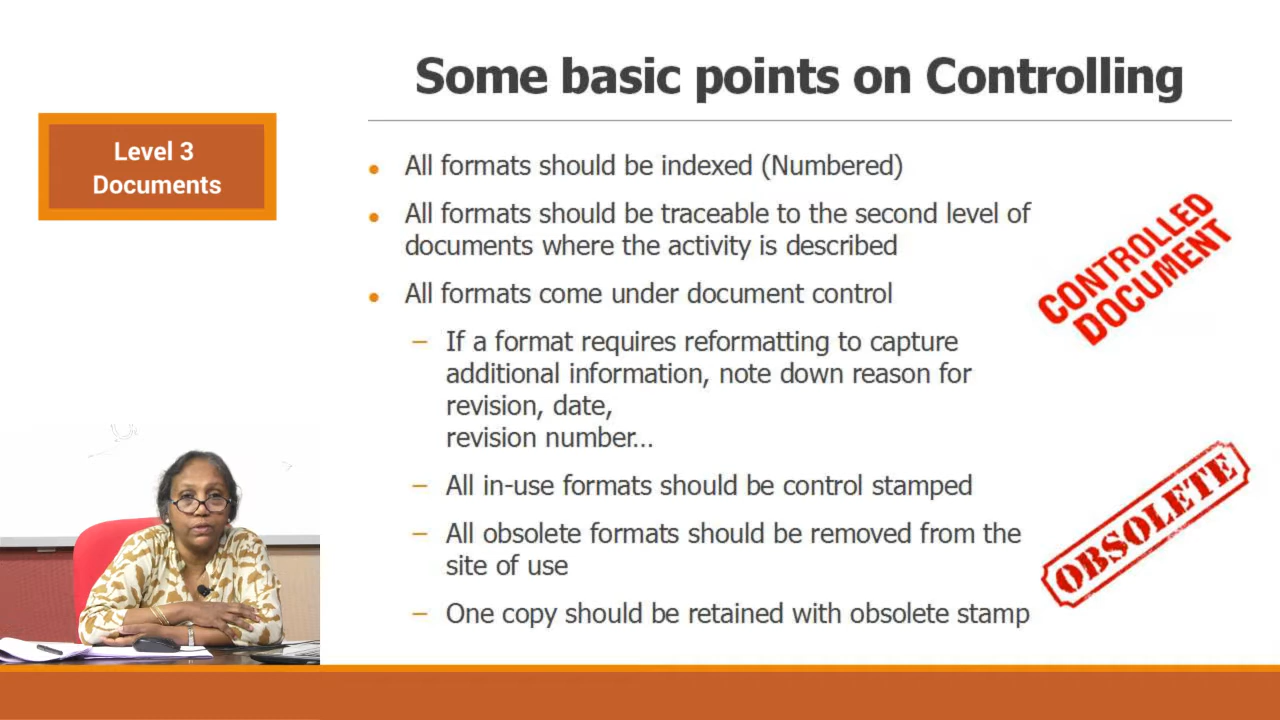 Some basic points on Controlling
Level 3
Documents
• All formats should be indexed (Numbered)
• All formats should be traceable to the second level of
documents where the activity is described
• All formats come under document control
– If a format requires reformatting to capture
additional information, note down reason for
revision, date,
revision number…
– All in-use formats should be control stamped
– All obsolete formats should be removed from the
site of use
– One copy should be retained with obsolete stamp
CONTROLLED
DOCUMENT
OBSOLETE